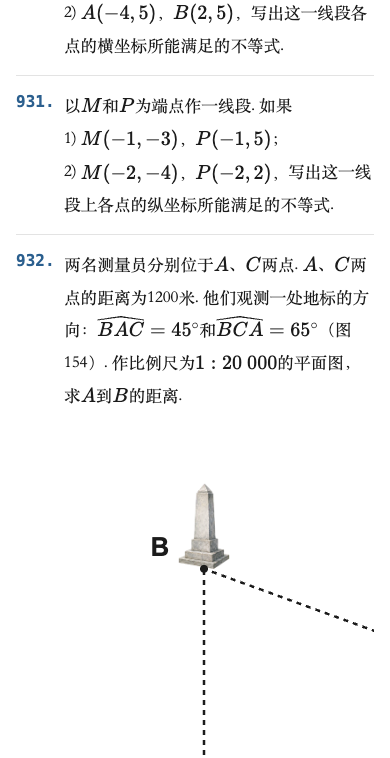 2) A(−4, 5), B(2, 5), 写出这一线段各
点的横坐标所能满足的不等式.
931. 以M和P为端点作一线段. 如果
1) M(−1, −3), P(−1, 5);
2) M(−2, −4), P(−2, 2), 写出这一线
段上各点的纵坐标所能满足的不等式.
932. 两名测量员分别位于A、C两点. A、C两
点的距离为1200米. 他们观测一处地标的方
向: \widehat{BAC} = 45°和\widehat{BCA} = 65° (图
154) . 作比例尺为1 : 20 000的平面图,
求A到B的距离.
B